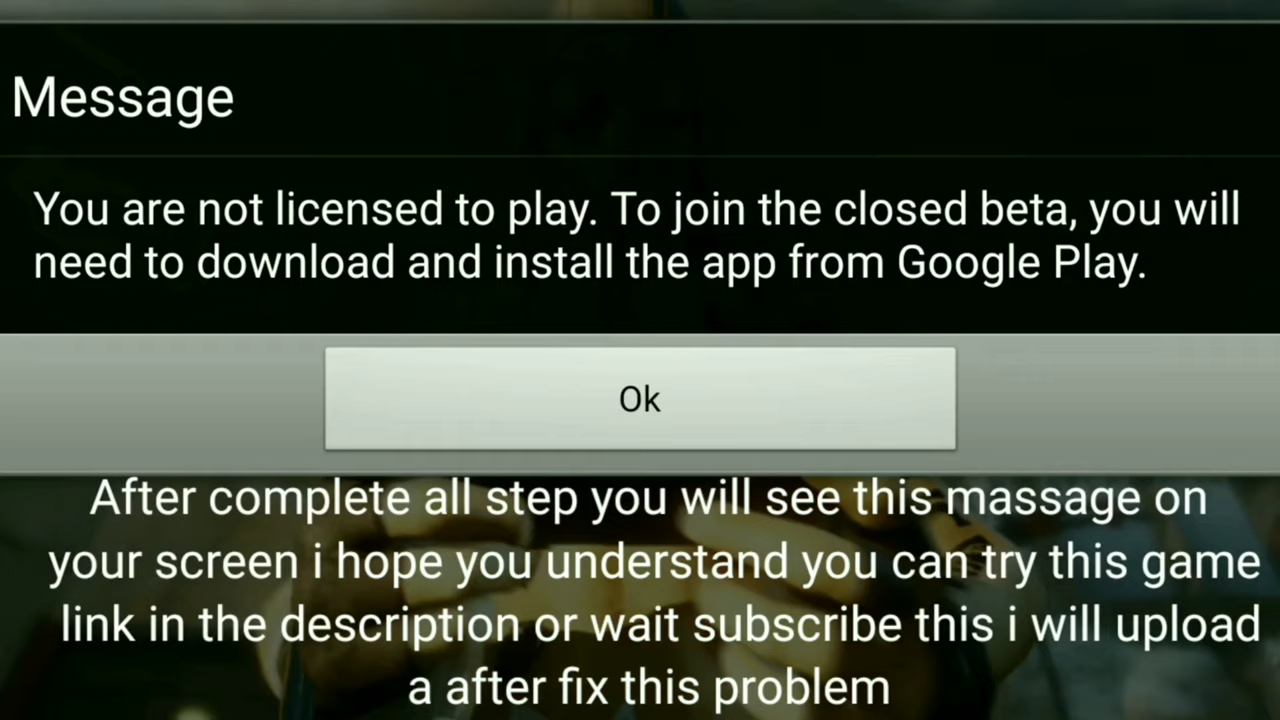 Message
You are not licensed to play. To join the closed beta, you will
need to download and install the app from Google Play.
Ok
After complete all step you will see this massage on
your screen i hope you understand you can try this game
link in the description or wait subscribe this i will upload
a after fix this problem